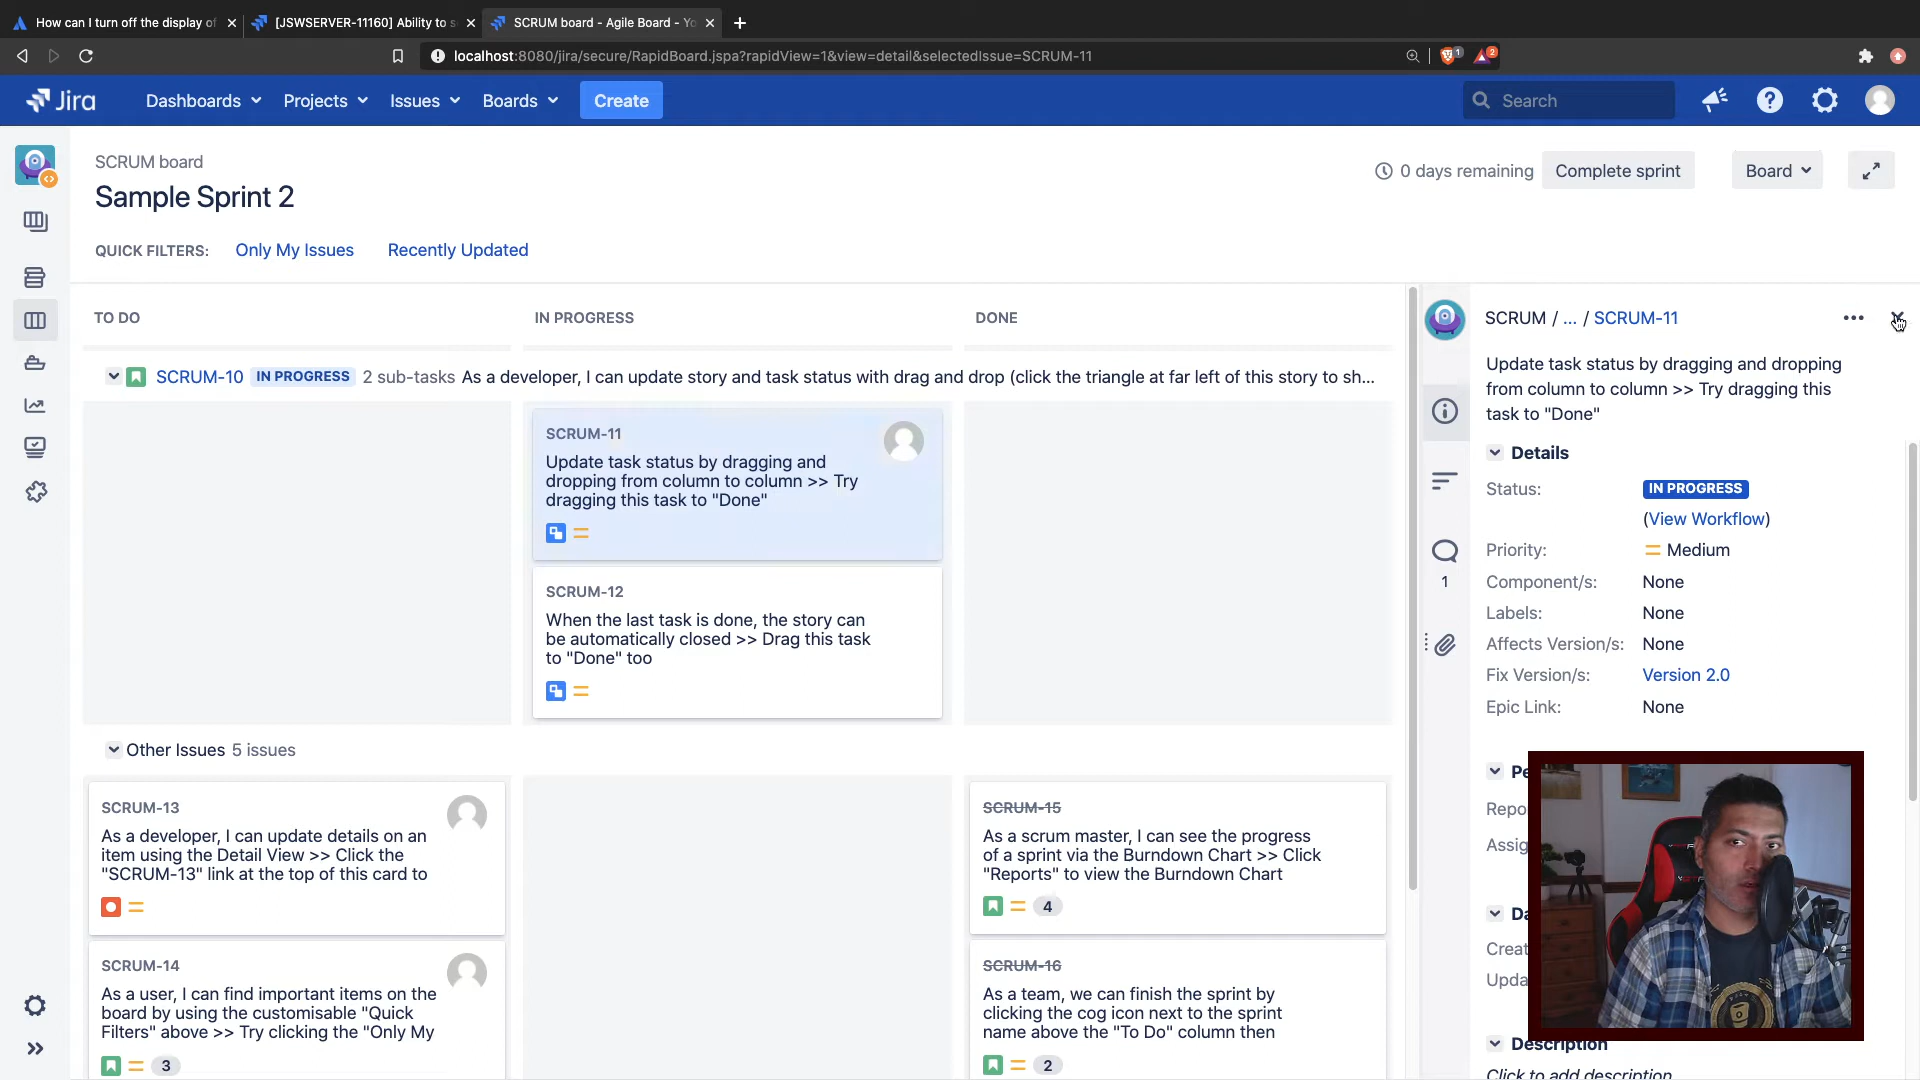 How can I turn off the display of
[JSWSERVER-11160] Ability to s
SCRUM board - Agile Board - Yo
localhost:8080/jira/secure/RapidBoard.jspa?rapidView=1&view=detail&selectedIssue=SCRUM-11
1
2
Jira
Dashboards
Projects
Issues
Boards
Create
Search
SCRUM board
Sample Sprint 2
0 days remaining
Complete sprint
Board
QUICK FILTERS:
Only My Issues
Recently Updated
TO DO
IN PROGRESS
DONE
SCRUM-10 IN PROGRESS 2 sub-tasks As a developer, I can update story and task status with drag and drop (click the triangle at far left of this story to sh...
SCRUM-11
Update task status by dragging and
dropping from column to column >> Try
dragging this task to "Done"
SCRUM-12
When the last task is done, the story can
be automatically closed >> Drag this task
to "Done" too
Other Issues 5 issues
SCRUM-13
As a developer, I can update details on an
item using the Detail View >> Click the
"SCRUM-13" link at the top of this card to
SCRUM-14
As a user, I can find important items on the
board by using the customisable "Quick
Filters" above >> Try clicking the "Only My
3
SCRUM-15
As a scrum master, I can see the progress
of a sprint via the Burndown Chart >> Click
"Reports" to view the Burndown Chart
4
SCRUM-16
As a team, we can finish the sprint by
clicking the cog icon next to the sprint
name above the "To Do" column then
2
1
SCRUM / ... / SCRUM-11
Update task status by dragging and dropping
from column to column >> Try dragging this
task to "Done"
Details
Status: IN PROGRESS
(View Workflow)
Priority: Medium
Component/s: None
Labels: None
Affects Version/s: None
Fix Version/s: Version 2.0
Epic Link: None
Pe
Repo
Assig
Da
Creat
Upda
Description
Click to add description